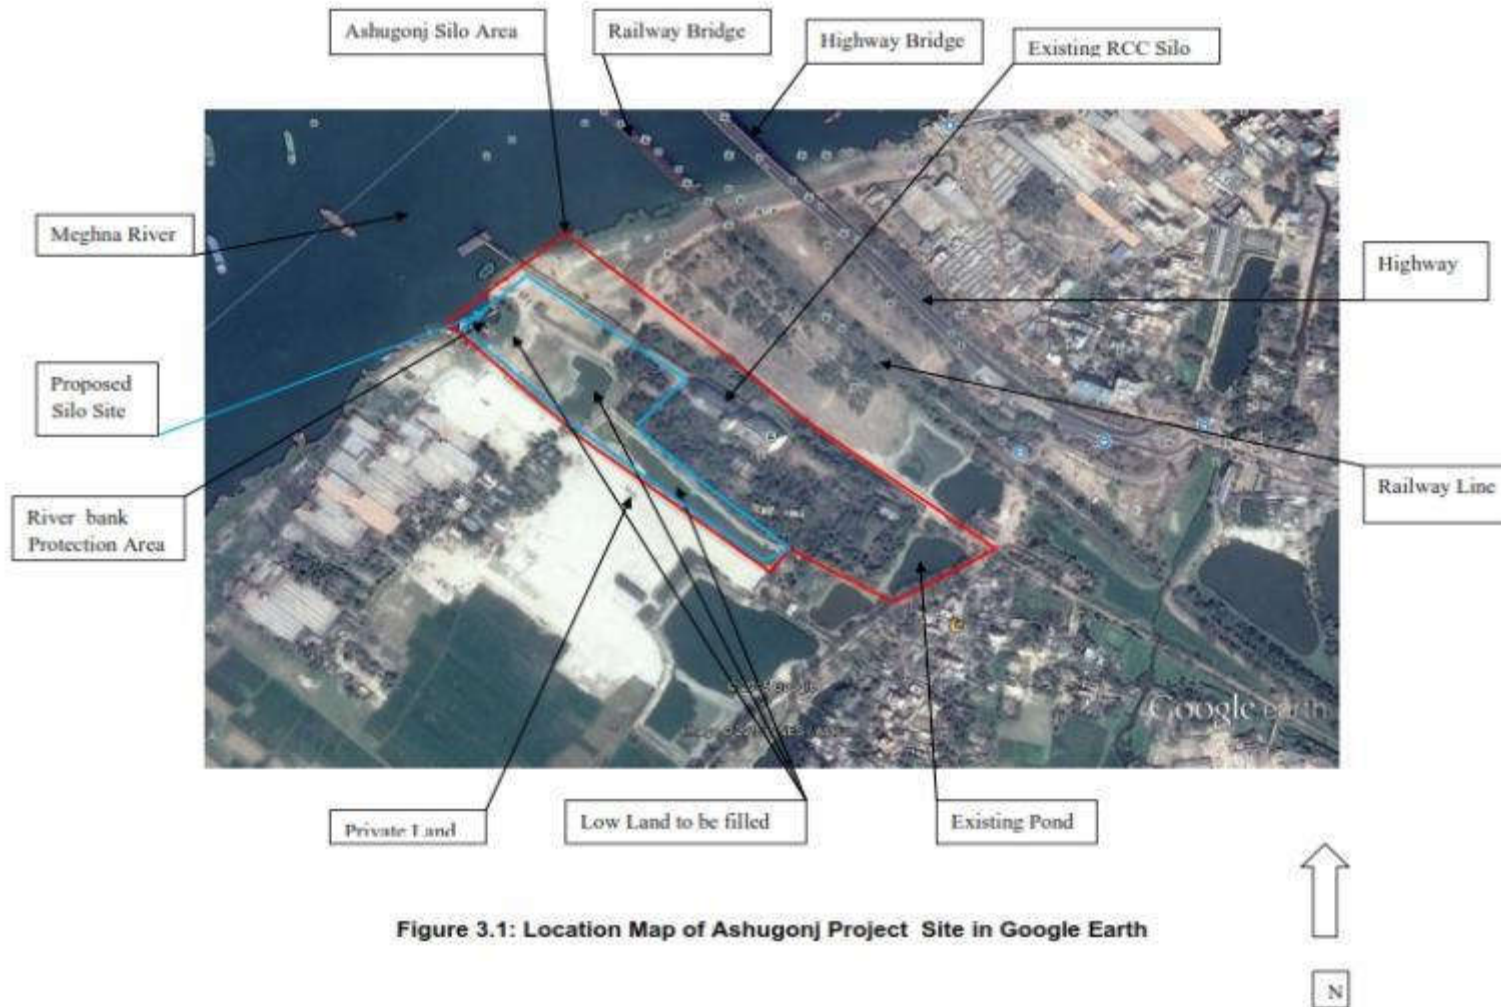 Ashugonj Silo Area
Railway Bridge
Highway Bridge
Existing RCC Silo
Meghna River
Highway
Proposed
Silo Site
Railway Line
River bank
Protection Area
Google earth
Private Land
Low Land to be filled
Existing Pond
Figure 3.1: Location Map of Ashugonj Project Site in Google Earth
N